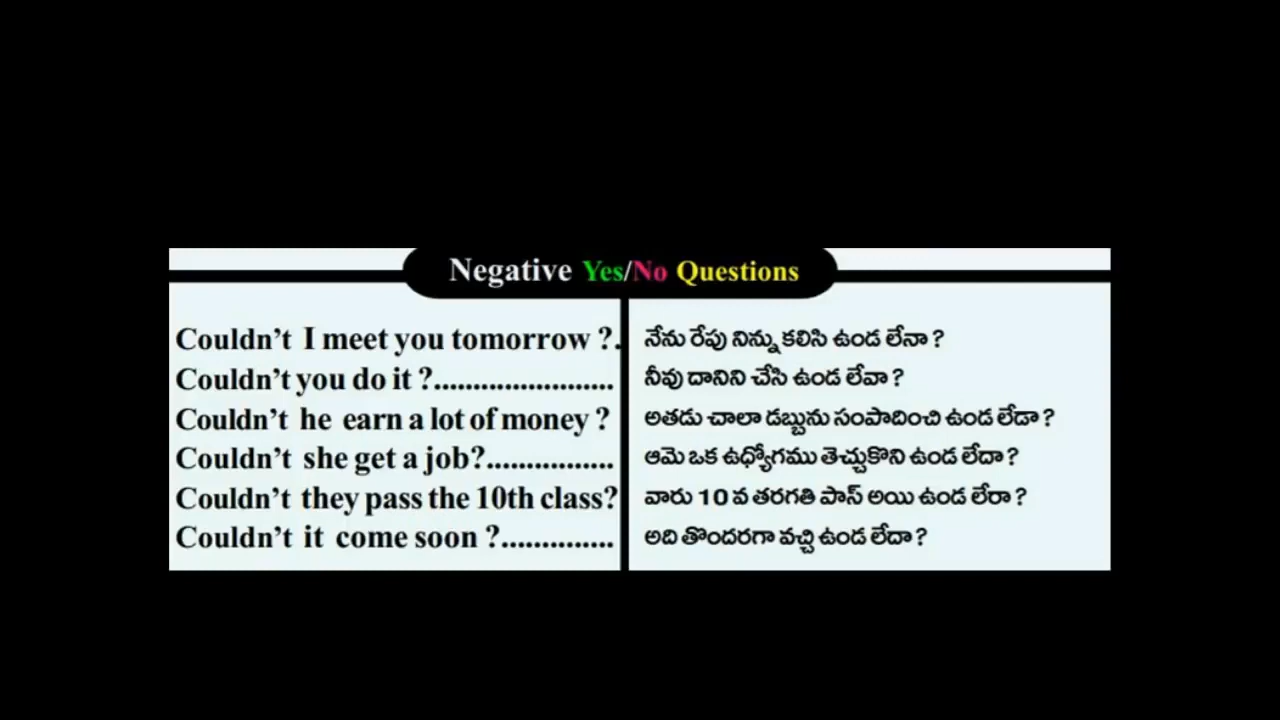 Negative Yes/No Questions
Couldn't I meet you tomorrow ?. నేను రేపు నిన్ను కలిసి ఉండ లేనా ?
Couldn't you do it ?....................... నీవు దానిని చేసి ఉండ లేవా ?
Couldn't he earn a lot of money ? అతడు చాలా డబ్బును సంపాదించి ఉండ లేడా ?
Couldn't she get a job?................ ఆమె ఒక ఉధ్యోగము తెచ్చుకొని ఉండ లేదా ?
Couldn't they pass the 10th class? వారు 10 వ తరగతి పాస్ అయి ఉండ లేరా ?
Couldn't it come soon ?.............. అది తొందరగా వచ్చి ఉండ లేదా ?